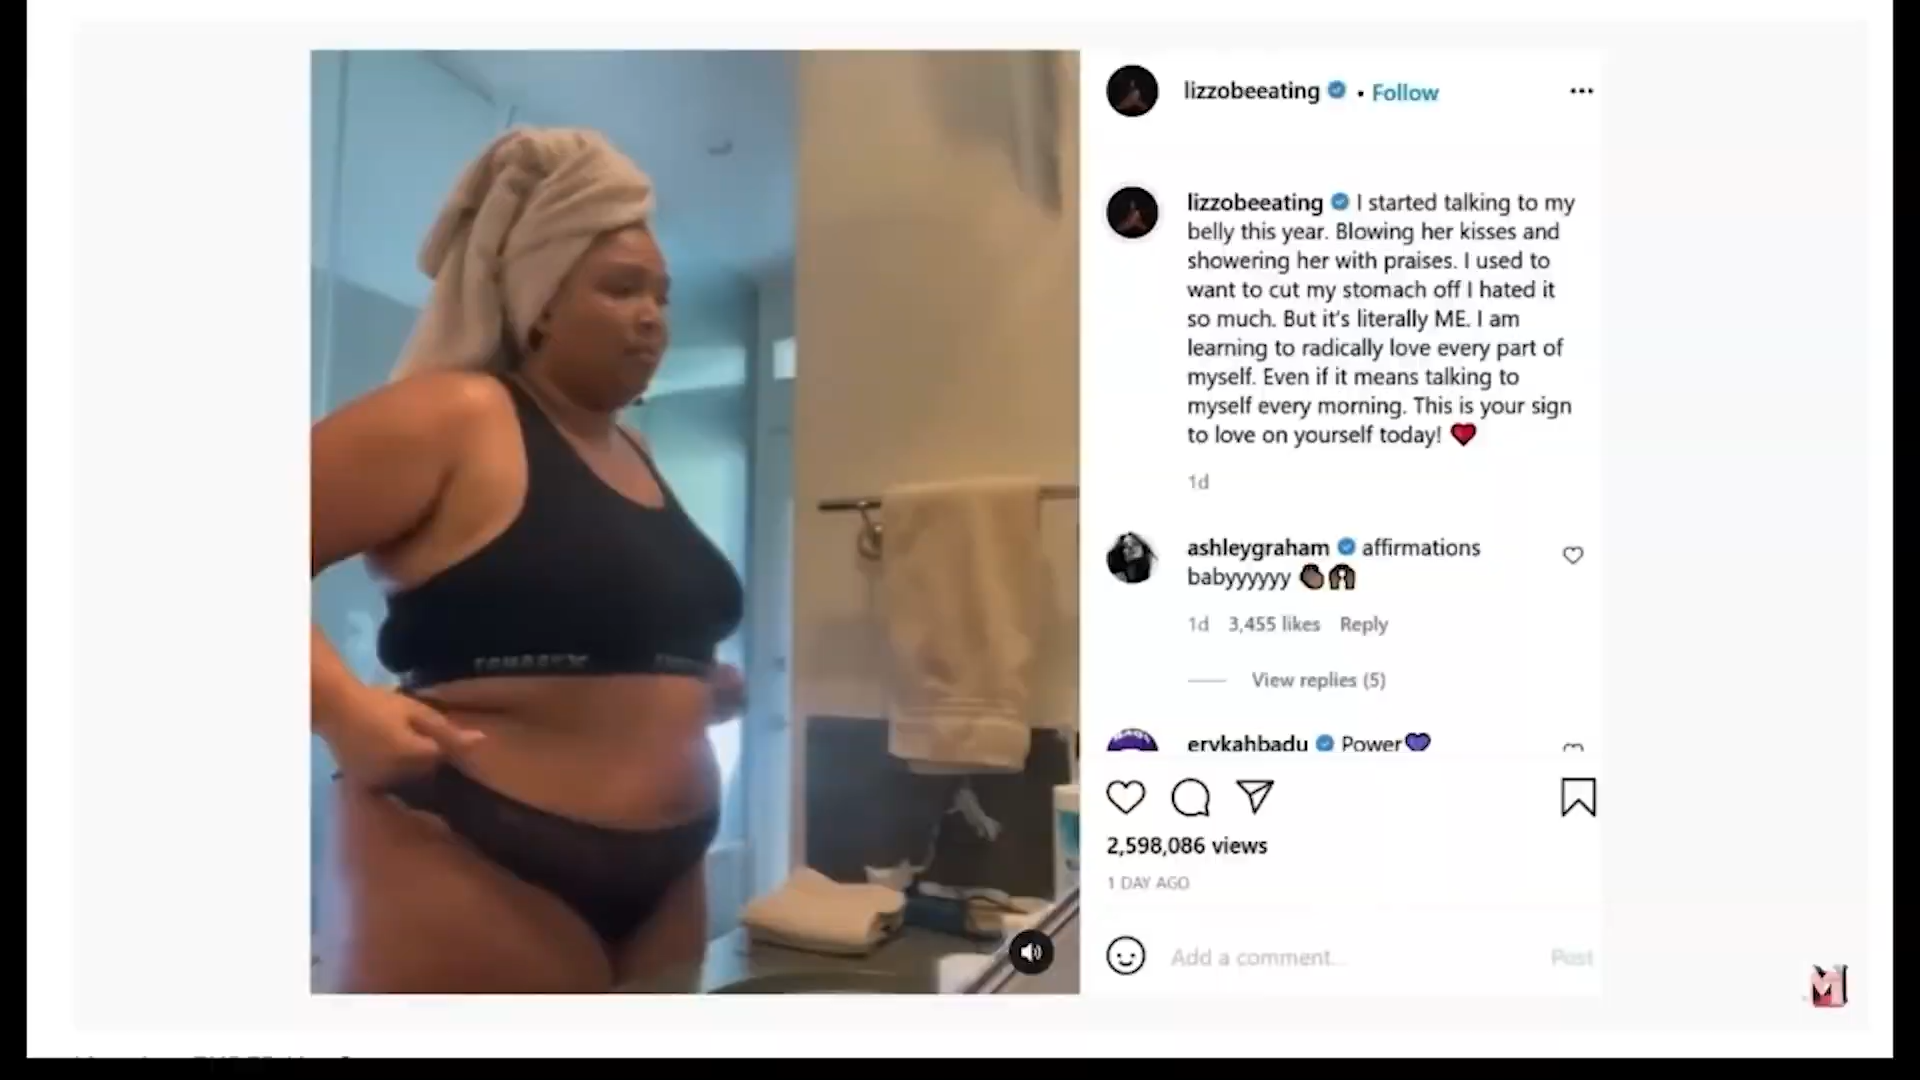 lizzobeeating • Follow
lizzobeeating I started talking to my
belly this year. Blowing her kisses and
showering her with praises. I used to
want to cut my stomach off I hated it
so much. But it's literally ME. I am
learning to radically love every part of
myself. Even if it means talking to
myself every morning. This is your sign
to love on yourself today! ❤️
1d
ashleygraham affirmations
babyyyyyy
1d 3,455 likes Reply
View replies (5)
erykahbadu Power💜
2,598,086 views
1 DAY AGO
Add a comment...
Post
M